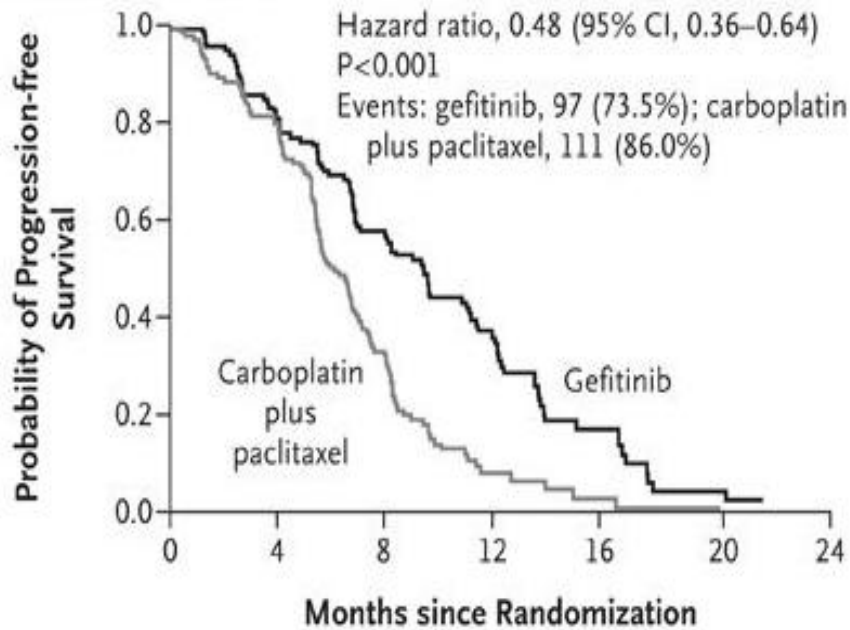 Probability of Progression-free
Survival
1.0
0.8
0.6
0.4
0.2
0.0
Hazard ratio, 0.48 (95% CI, 0.36–0.64)
P<0.001
Events: gefitinib, 97 (73.5%); carboplatin
plus paclitaxel, 111 (86.0%)
Carboplatin
plus
paclitaxel
Gefitinib
0 4 8 12 16 20 24
Months since Randomization